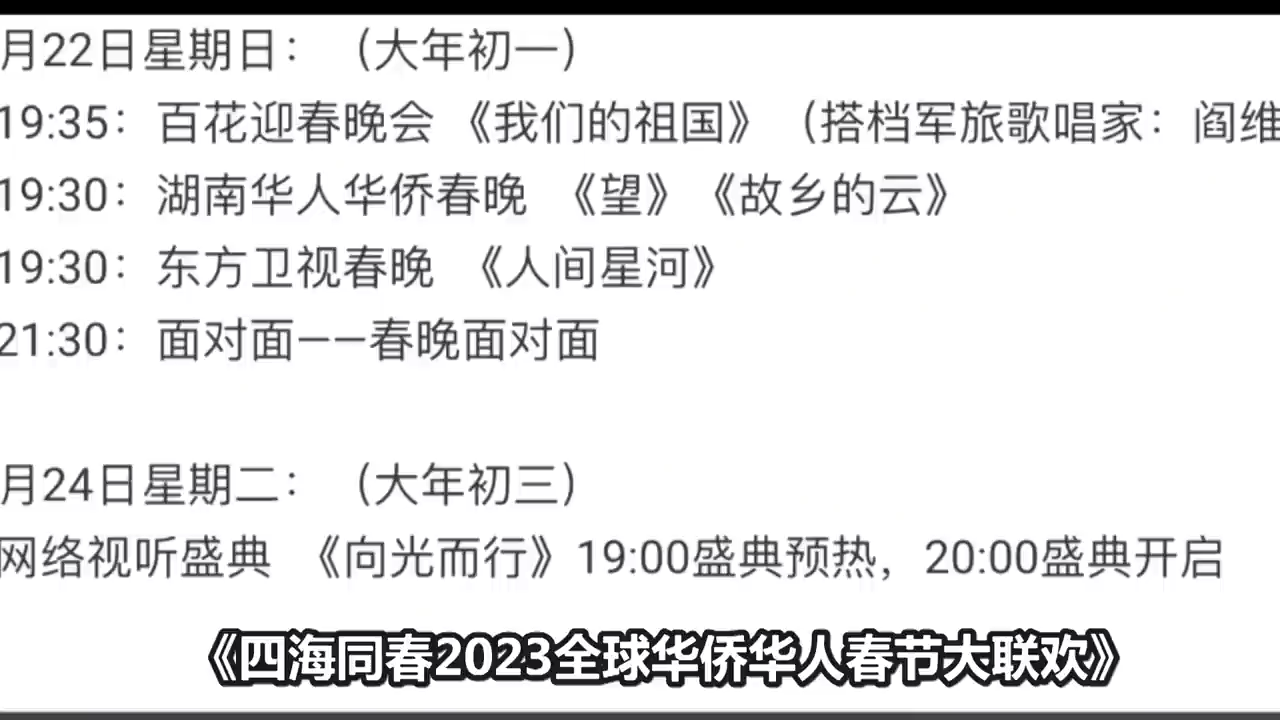 月22日星期日：（大年初一）
19:35：百花迎春晚会 《我们的祖国》（搭档军旅歌唱家：阎维
19:30：湖南华人华侨春晚 《望》《故乡的云》
19:30：东方卫视春晚 《人间星河》
21:30：面对面——春晚面对面
月24日星期二：（大年初三）
网络视听盛典 《向光而行》19:00盛典预热，20:00盛典开启
《四海同春2023全球华侨华人春节大联欢》